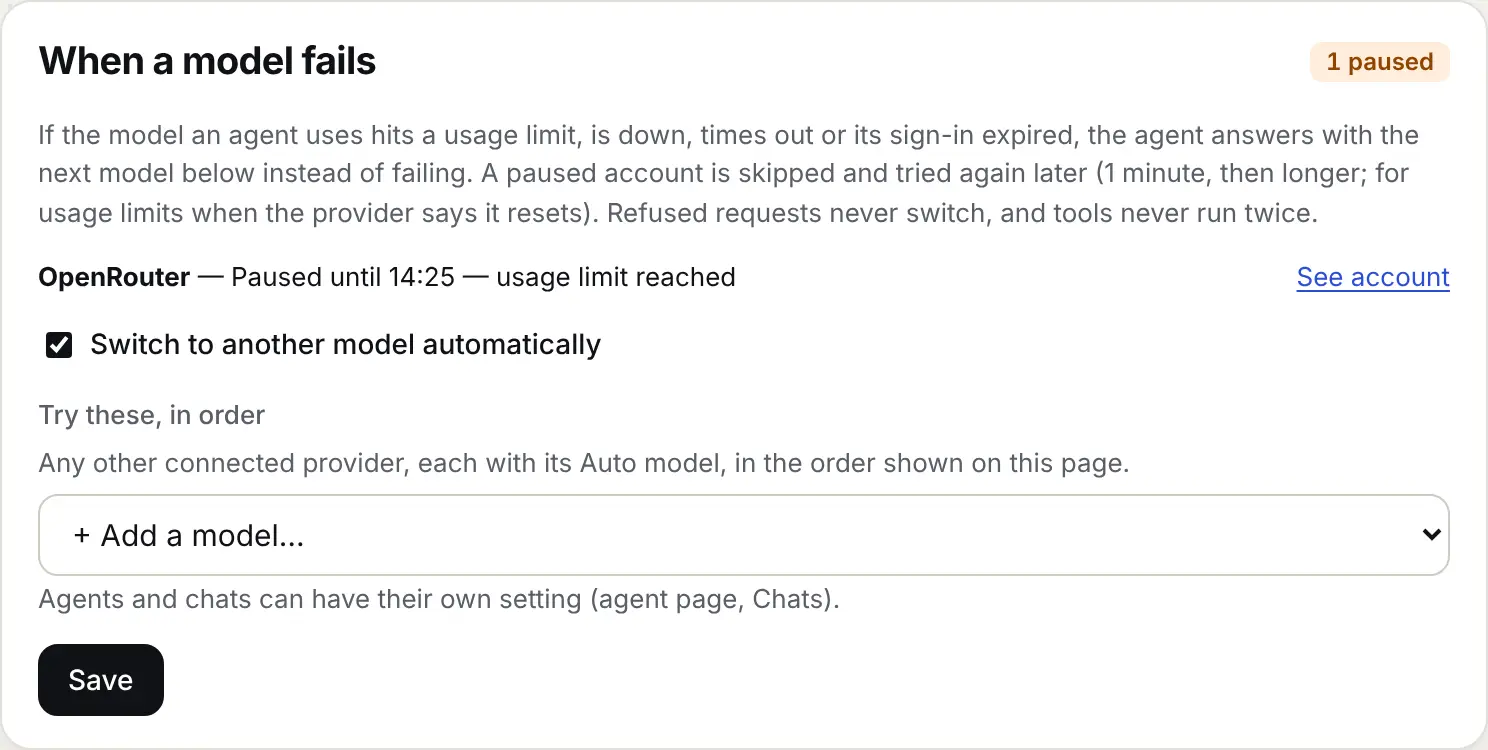 When a model fails
1 paused
If the model an agent uses hits a usage limit, is down, times out or its sign-in expired, the agent answers with the
next model below instead of failing. A paused account is skipped and tried again later (1 minute, then longer; for
usage limits when the provider says it resets). Refused requests never switch, and tools never run twice.
OpenRouter — Paused until 14:25 — usage limit reached
See account
Switch to another model automatically
Try these, in order
Any other connected provider, each with its Auto model, in the order shown on this page.
+ Add a model...
Agents and chats can have their own setting (agent page, Chats).
Save